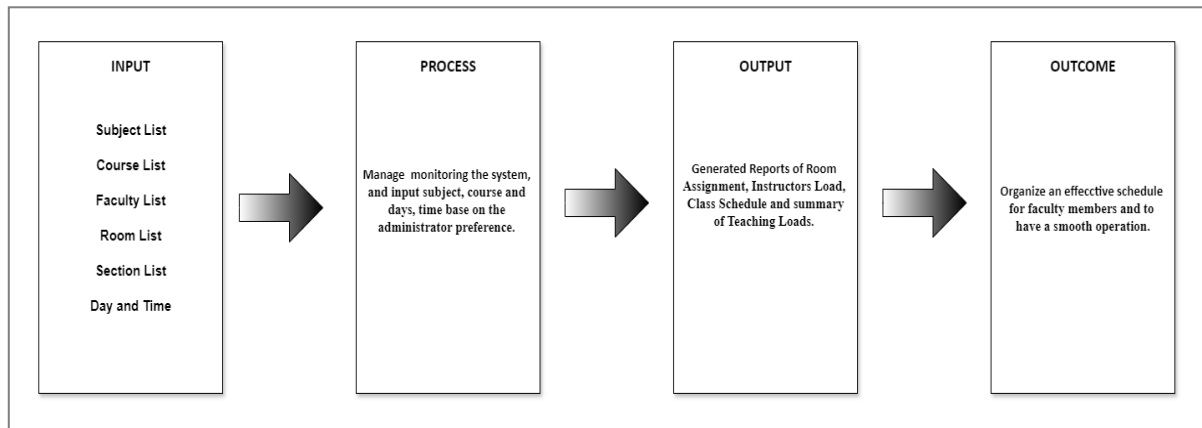 INPUT
Subject List
Course List
Faculty List
Room List
Section List
Day and Time
PROCESS
Manage monitoring the system,
and input subject, course and
days, time base on the
administrator preference.
OUTPUT
Generated Reports of Room
Assignment, Instructors Load,
Class Schedule and summary
of Teaching Loads.
OUTCOME
Organize an effecctive schedule
for faculty members and to
have a smooth operation.